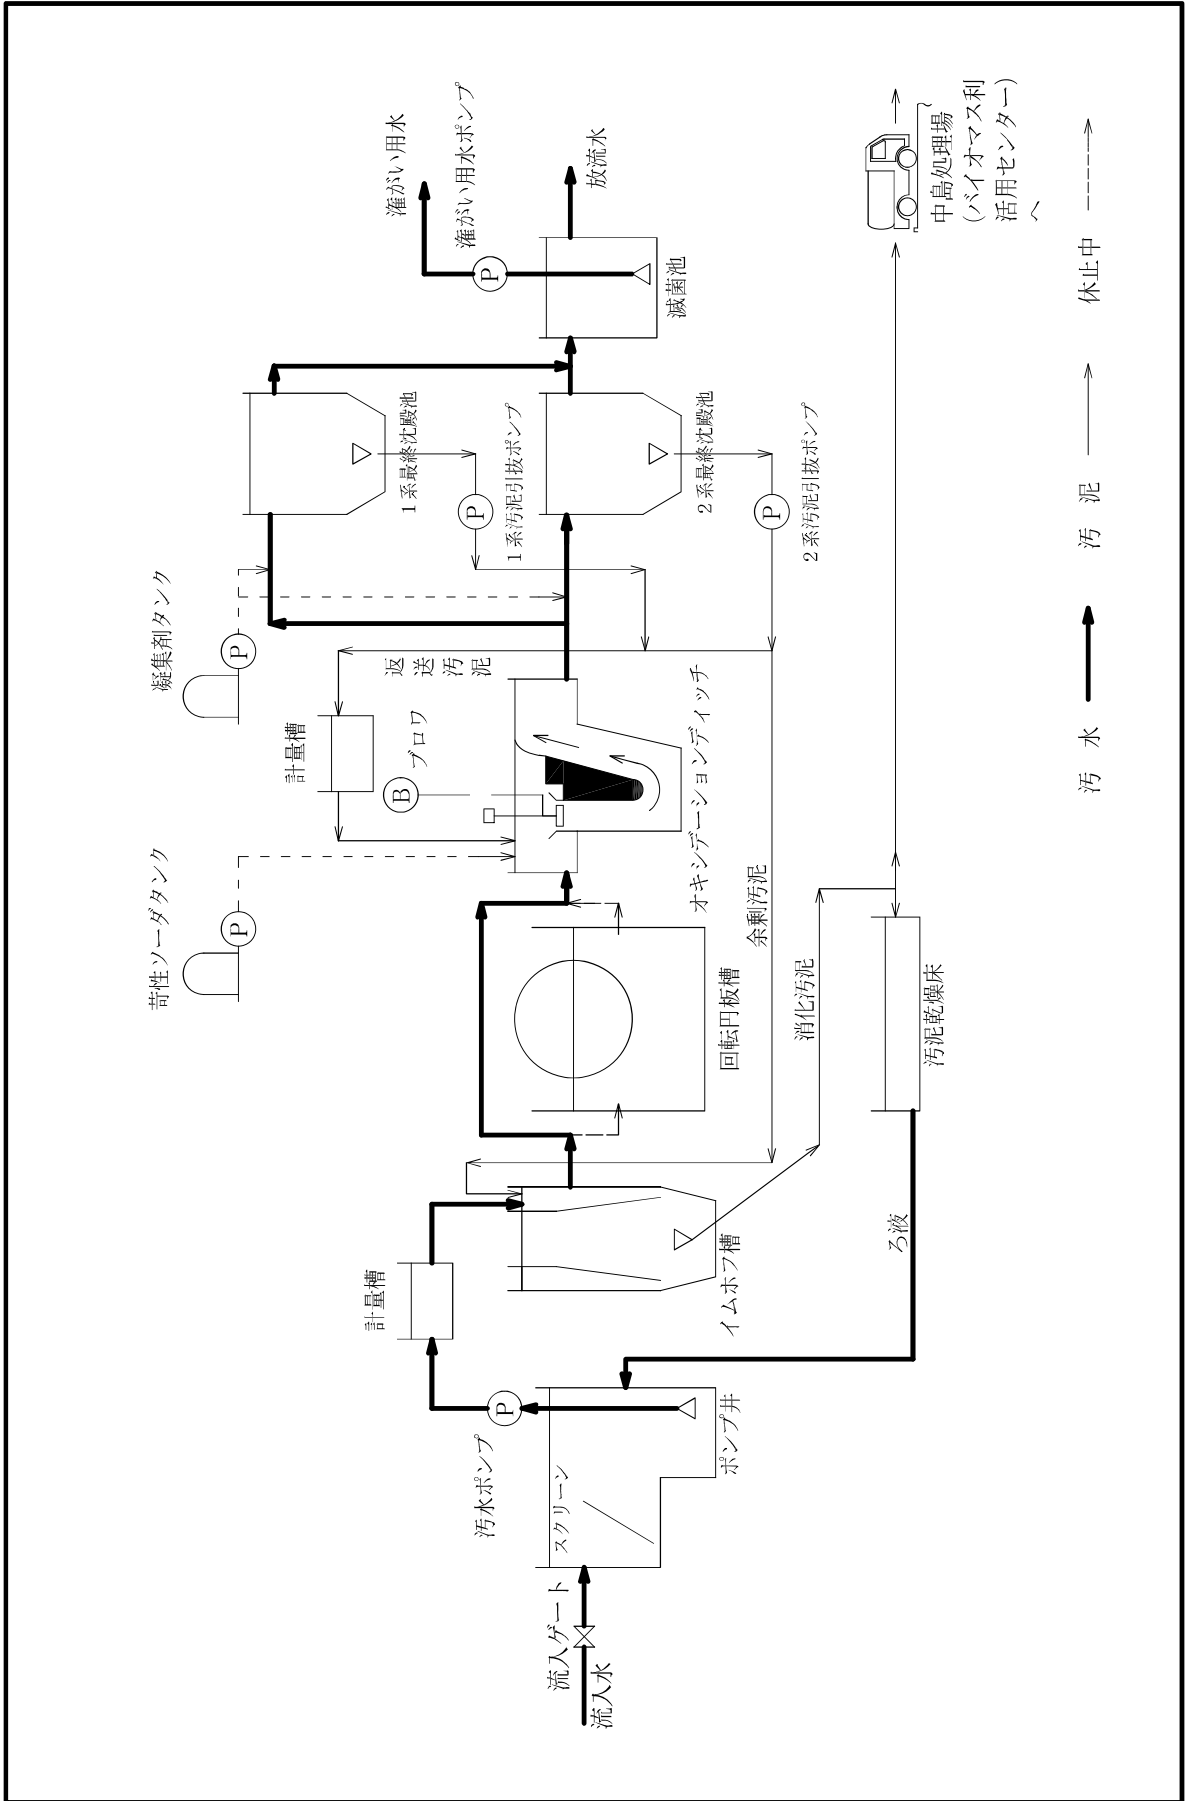 流入水
流入ゲート
スクリーン
ポンプ井
汚水ポンプ
P
計量槽
イムホフ槽
回転円板槽
苛性ソーダタンク
P
計量槽
B
ブロワ
オキシデーションディッチ
返送汚泥
凝集剤タンク
P
1系最終沈殿池
P
1系汚泥引抜ポンプ
2系最終沈殿池
P
2系汚泥引抜ポンプ
滅菌池
P
灌がい用水ポンプ
灌がい用水
放流水
余剰汚泥
消化汚泥
汚泥乾燥床
ろ液
中島処理場
(バイオマス利
活用センター)
へ
汚水
汚泥
休止中